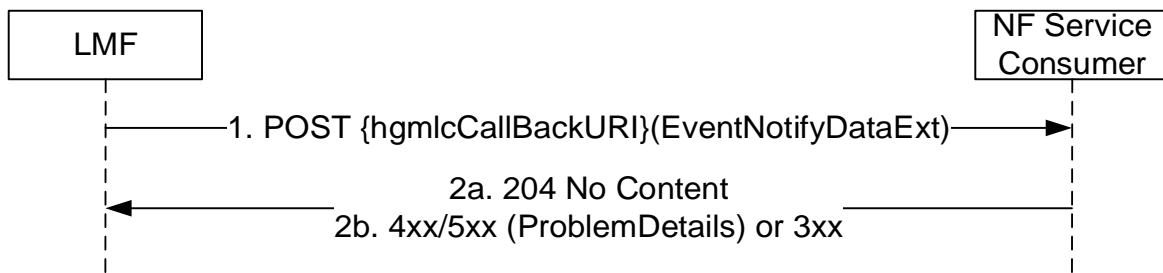 LMF
NF Service
Consumer
1. POST {hgmlcCallBackURI}(EventNotifyDataExt)
2a. 204 No Content
2b. 4xx/5xx (ProblemDetails) or 3xx